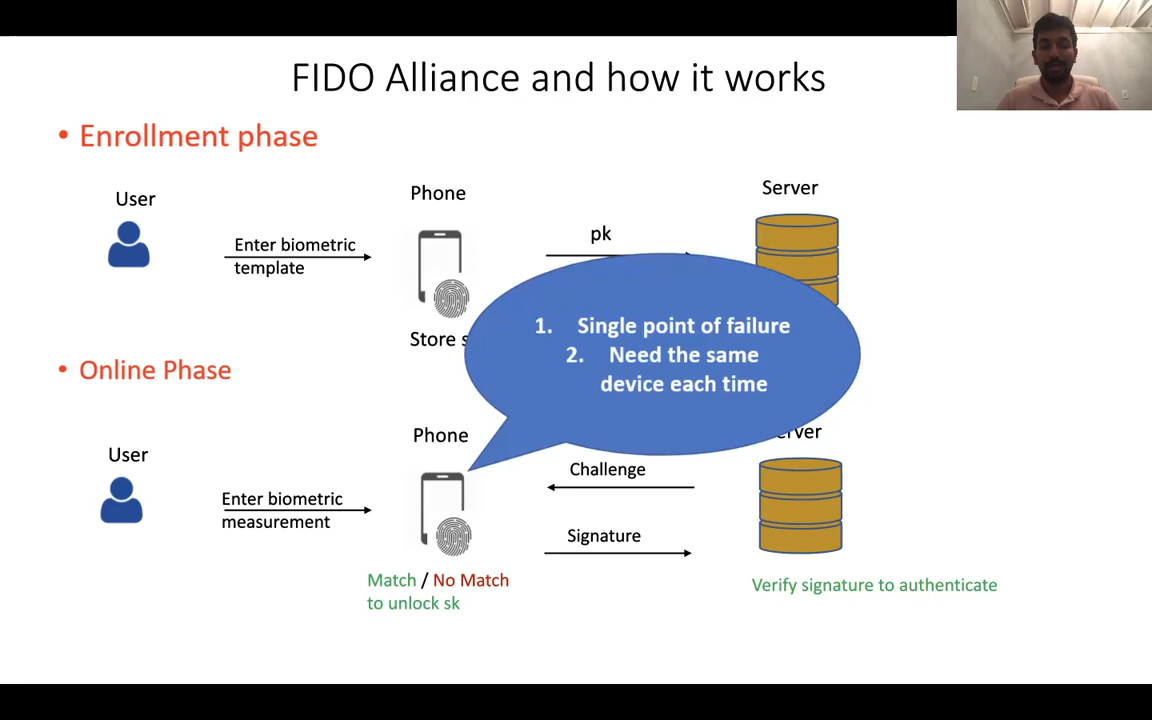 FIDO Alliance and how it works
• Enrollment phase
User
Phone
Server
Enter biometric
template
pk
Store
1. Single point of failure
2. Need the same
device each time
• Online Phase
User
Phone
Enter biometric
measurement
Challenge
Signature
Match / No Match
to unlock sk
Verify signature to authenticate